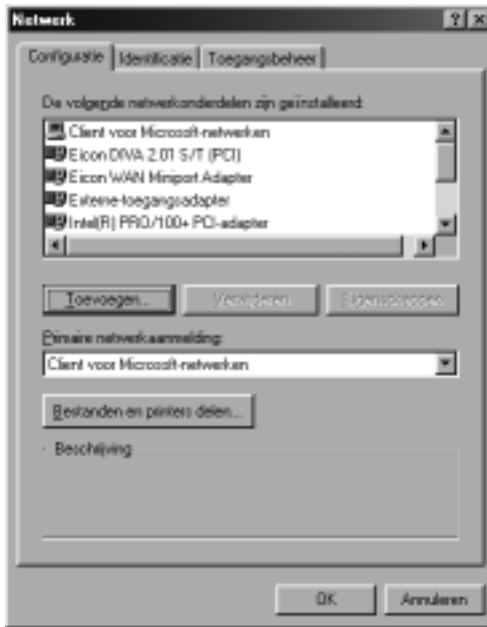 Netwerk
Configuratie Identificatie Toegangsbeheer
De volgende netwerkonderdelen zijn geïnstalleerd:
Client voor Microsoft-netwerken
Eicon DIVA 2.01 S/T (PCI)
Eicon WAN Miniport Adapter
Externe-toegangsadapter
Intel(R) PRO/100+ PCI-adapter
Toevoegen... Verwijderen Eigenschappen
Primaire netwerkaanmelding:
Client voor Microsoft-netwerken
Bestanden en printers delen...
Beschrijving
OK Annuleren